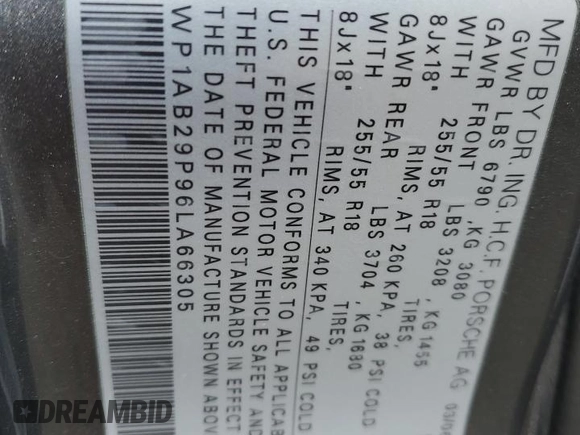 MFD BY DR. ING. H.C.F. PORSCHE AG
GVWR LBS 6790 ,KG 3080
GAWR FRONT LBS 3208 , KG 1455
WITH 255/55 R18 TIRES,
8Jx18" RIMS, AT 260 KPA, 38 PSI COLD
GAWR REAR LBS 3704 , KG 1680
WITH 255/55 R18 TIRES,
8Jx18" RIMS, AT 340 KPA, 49 PSI COLD
THIS VEHICLE CONFORMS TO ALL
U.S. FEDERAL MOTOR VEHICLE SAFETY AND
THEFT PREVENTION STANDARDS IN EFFECT
THE DATE OF MANUFACTURE SHOWN
WP1AB29P96LA66305
DREAMBID